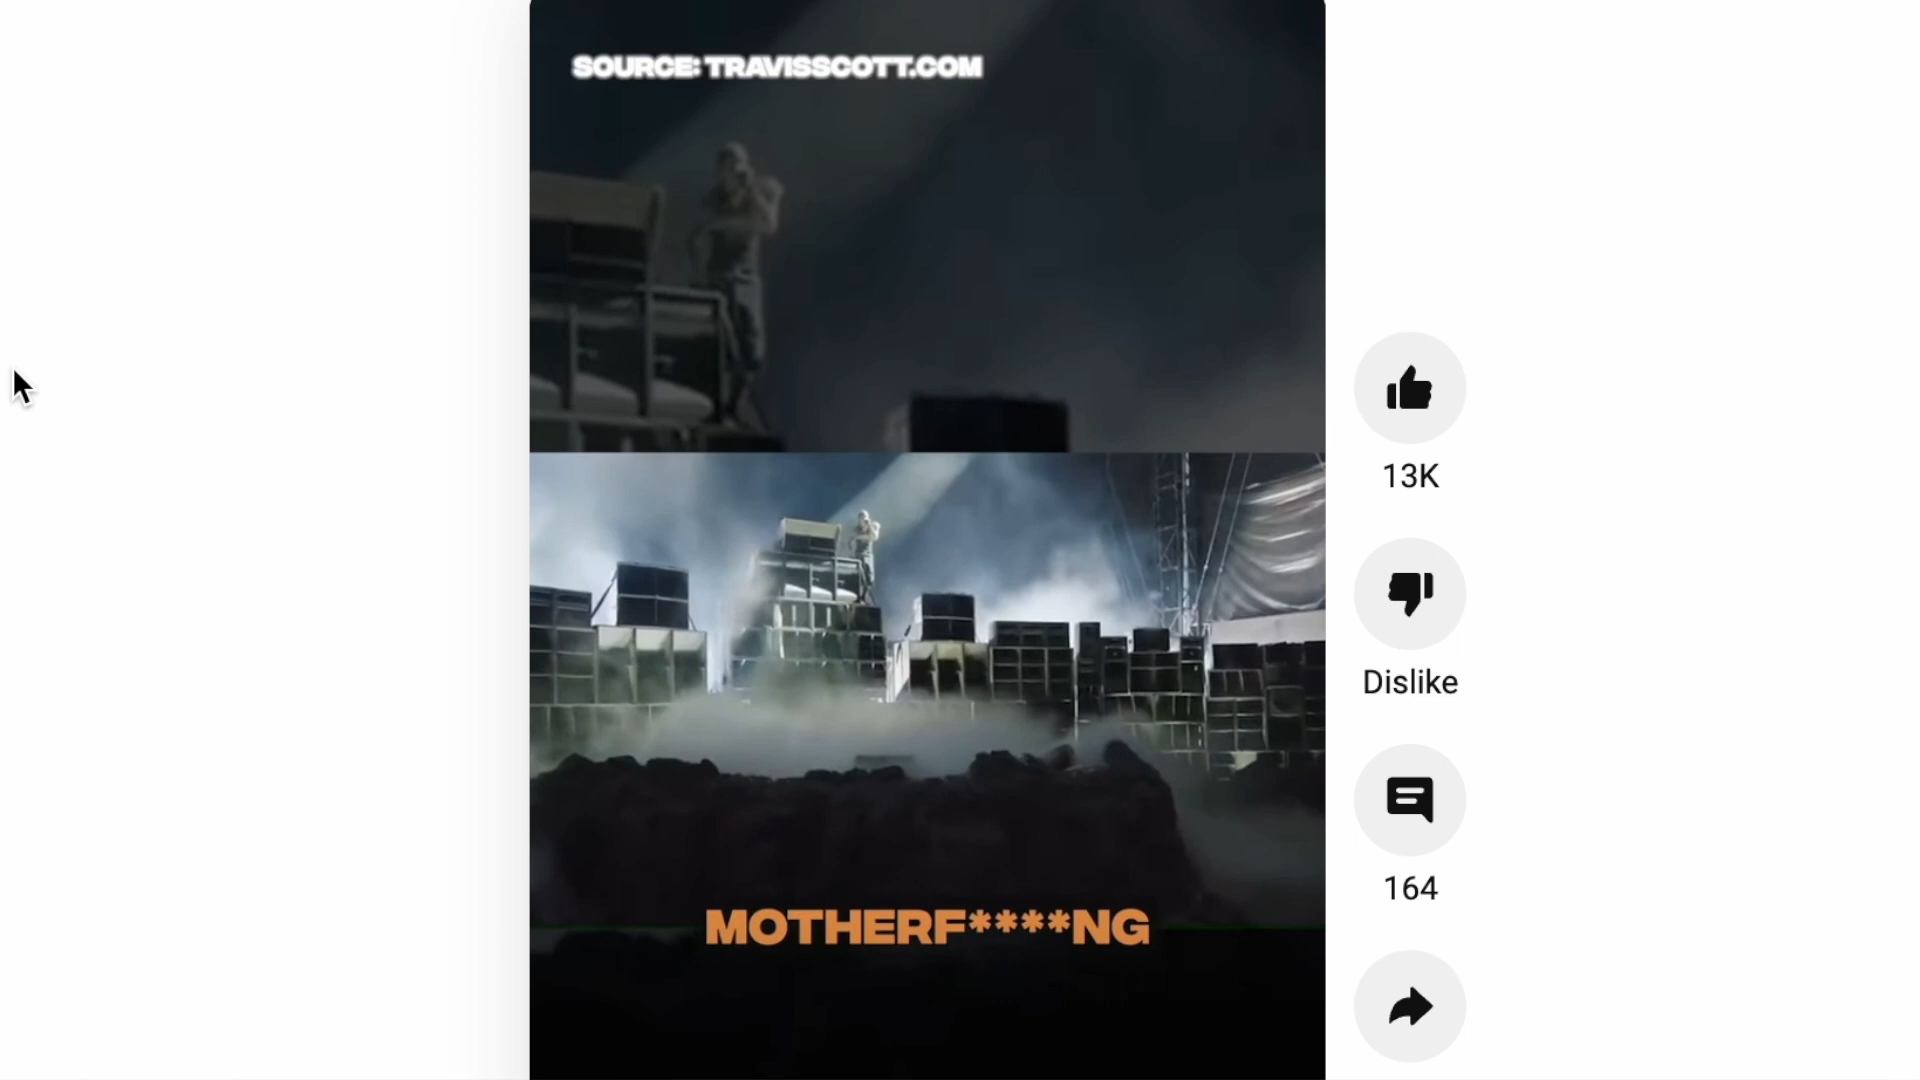 SOURCE: TRAVISSCOTT.COM
13K
Dislike
164
MOTHERF****NG